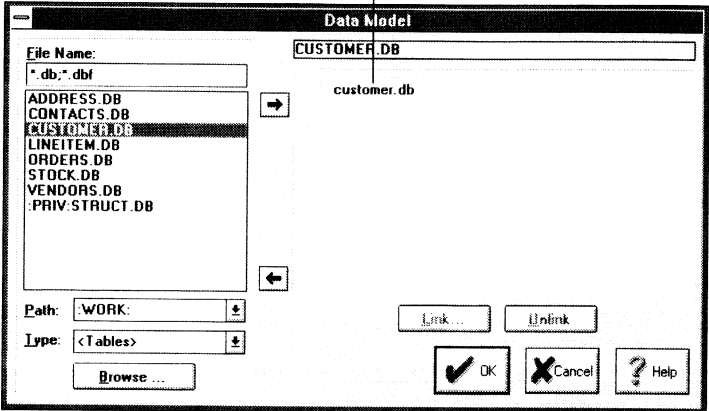 Data Model
File Name:
*.db;*.dbf
ADDRESS.DB
CONTACTS.DB
CUSTOMER.DB
LINEITEM.DB
ORDERS.DB
STOCK.DB
VENDORS.DB
:PRIV:STRUCT.DB
Path: :WORK:
Type: <Tables>
Browse ...
CUSTOMER.DB
customer.db
Link...
Unlink
OK
Cancel
? Help